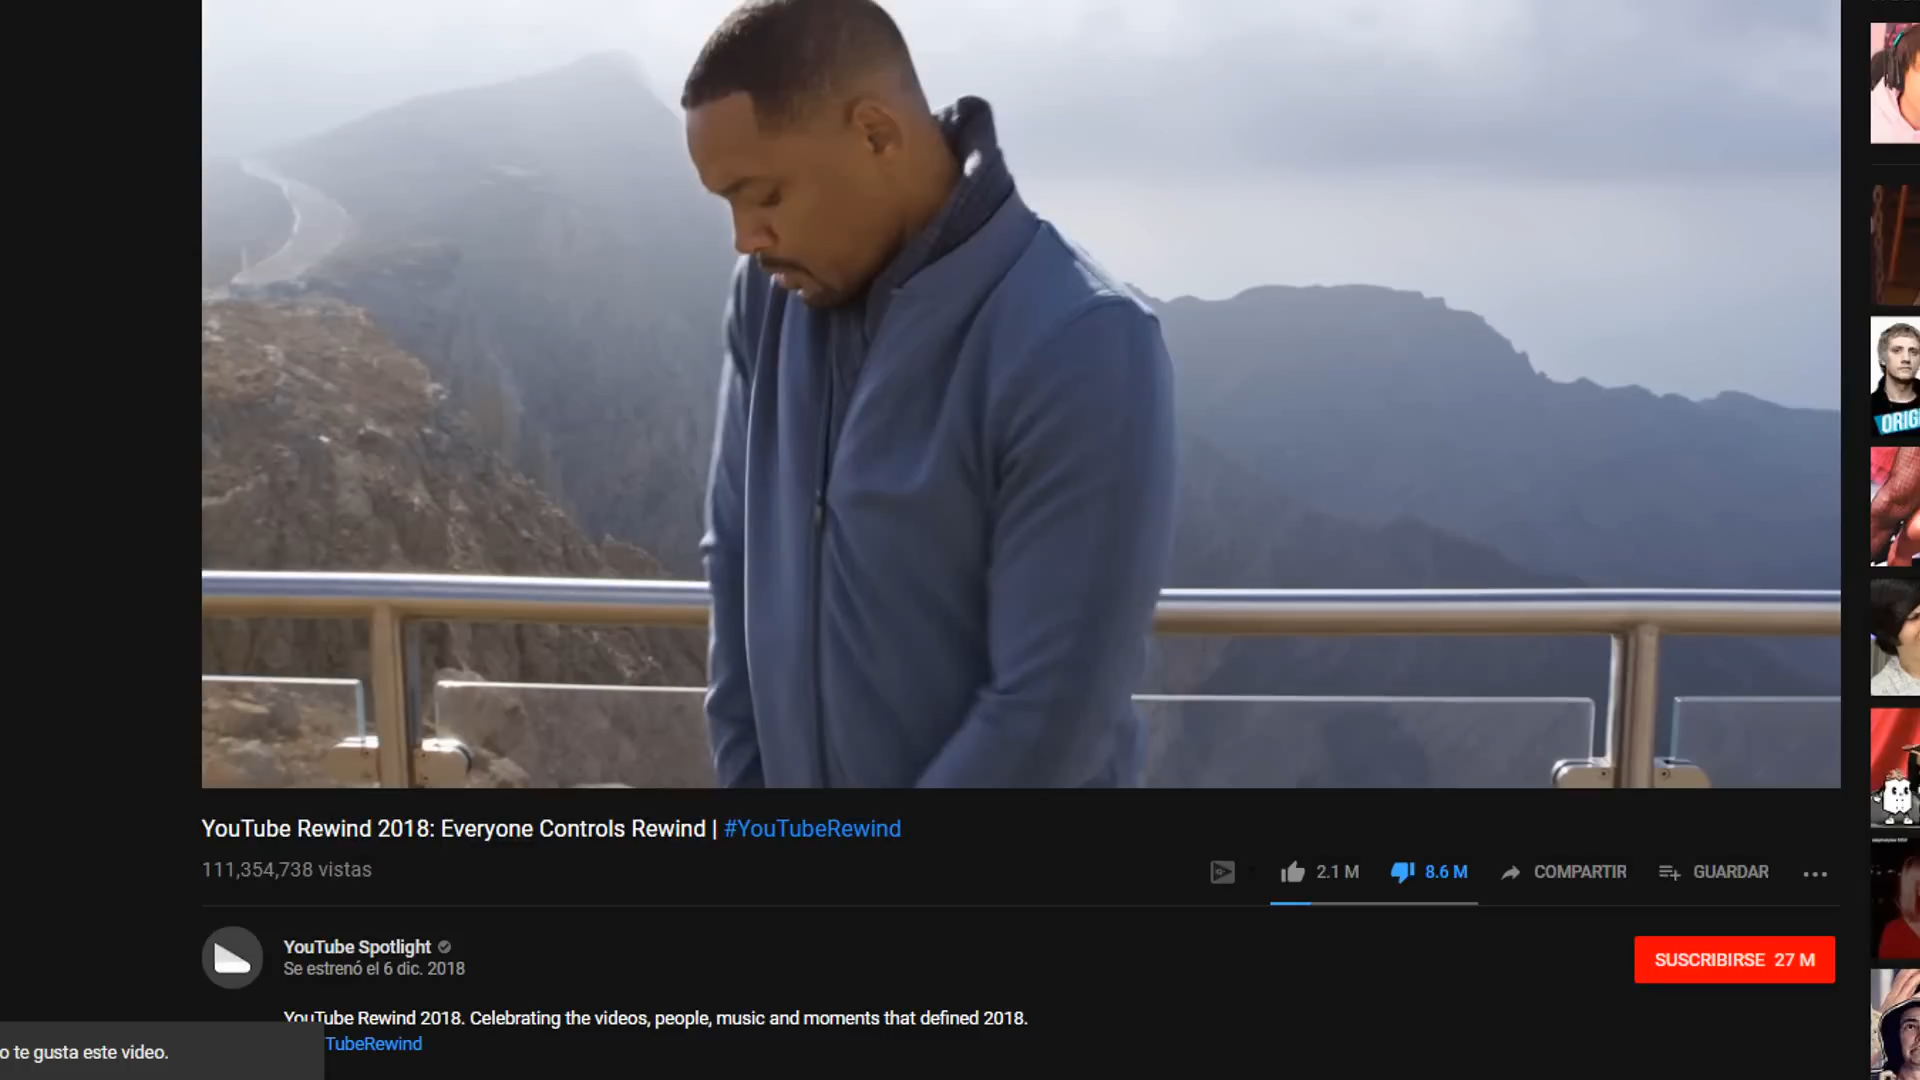 YouTube Rewind 2018: Everyone Controls Rewind | #YouTubeRewind
111,354,738 vistas
2.1 M
8.6 M
COMPARTIR
GUARDAR
YouTube Spotlight
Se estrenó el 6 dic. 2018
SUSCRIBIRSE 27 M
YouTube Rewind 2018. Celebrating the videos, people, music and moments that defined 2018.
TubeRewind
o te gusta este video.
ORIG